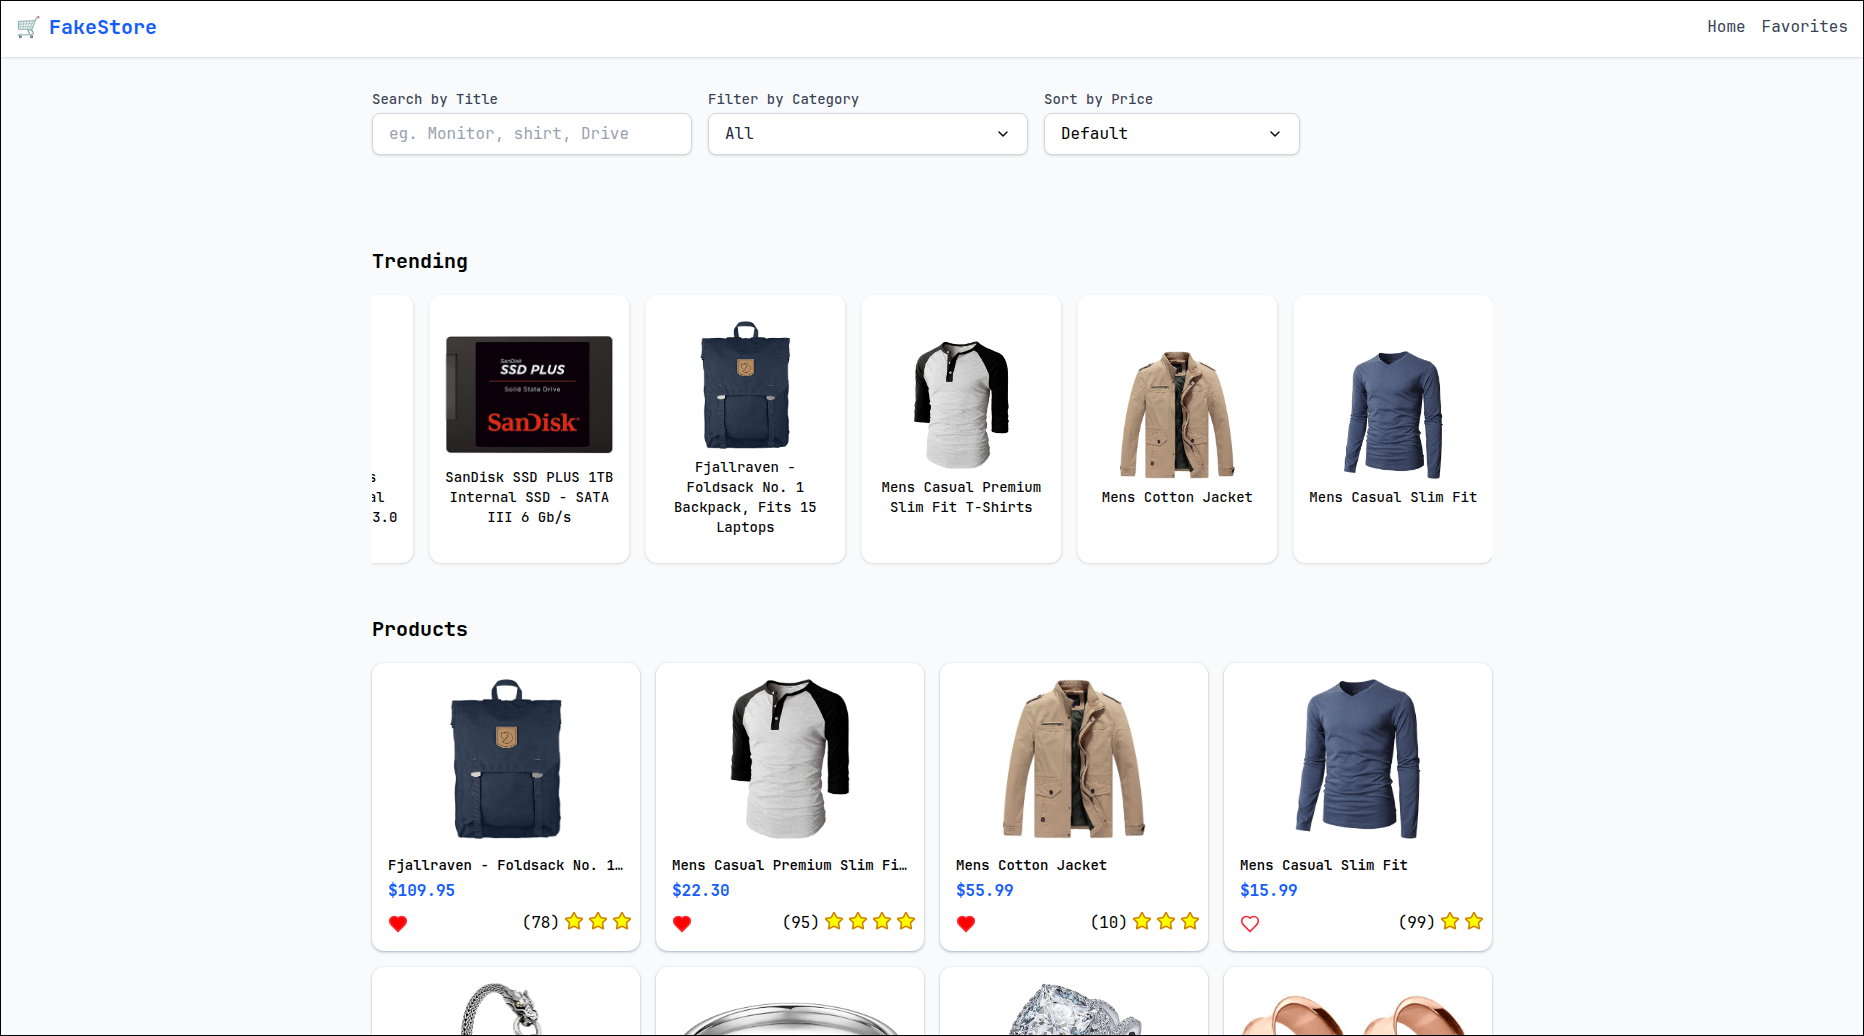 🛒 FakeStore
Home Favorites
Search by Title
Filter by Category
Sort by Price
eg. Monitor, shirt, Drive
All
Default
Trending
s
al
3.0
SanDisk
SSD PLUS
Solid State Drive
SanDisk
SanDisk SSD PLUS 1TB
Internal SSD - SATA
III 6 Gb/s
Fjallraven -
Foldsack No. 1
Backpack, Fits 15
Laptops
Mens Casual Premium
Slim Fit T-Shirts
Mens Cotton Jacket
Mens Casual Slim Fit
Products
Fjallraven - Foldsack No. 1…
$109.95
(78)
Mens Casual Premium Slim Fi…
$22.30
(95)
Mens Cotton Jacket
$55.99
(10)
Mens Casual Slim Fit
$15.99
(99)